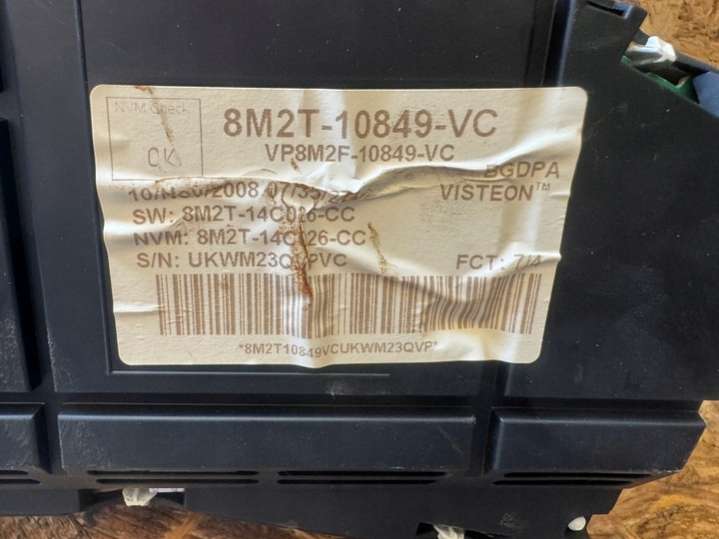 NVM Check
OK
8M2T-10849-VC
VP8M2F-10849-VC
BGDPA
VISTEON™
SW: 8M2T-14C026-CC
NVM: 8M2T-14C026-CC
S/N: UKWM23QVPVC
FCT: 7/4
*8M2T10849VCUKWM23QVP*